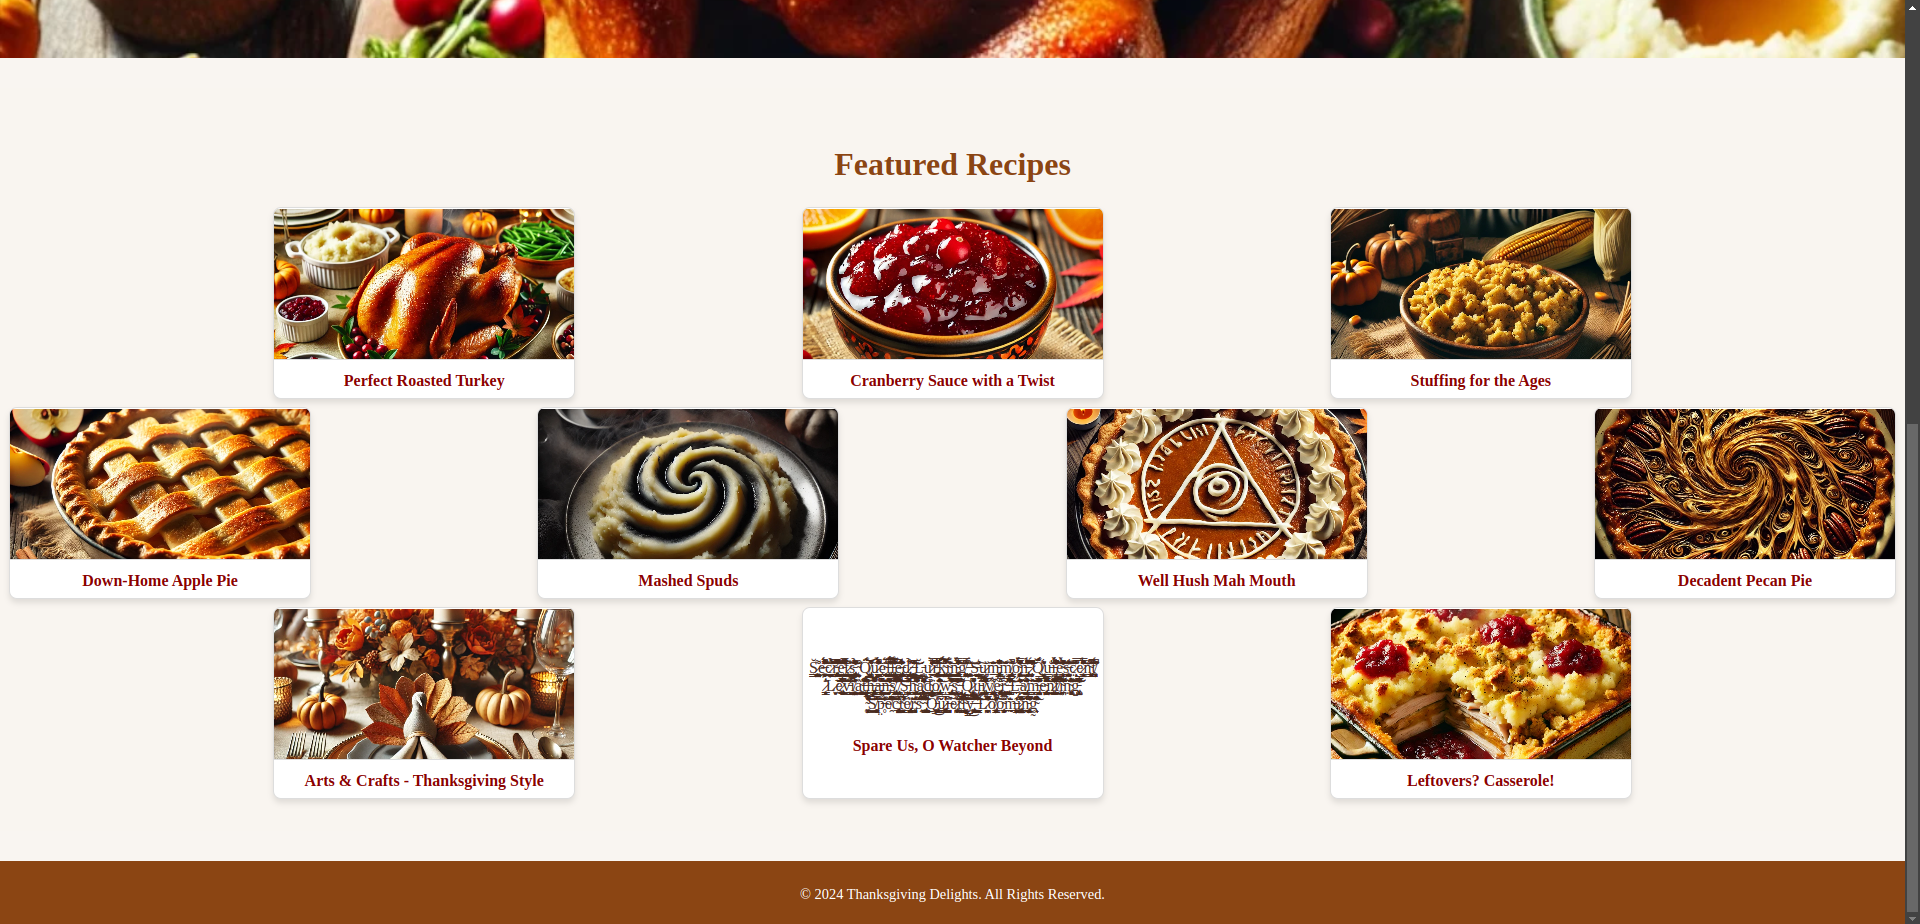 Featured Recipes
Perfect Roasted Turkey
Cranberry Sauce with a Twist
Stuffing for the Ages
Down-Home Apple Pie
Mashed Spuds
Well Hush Mah Mouth
Decadent Pecan Pie
Secrets Quelled Lurking Summon Quiescent
Leviathans/Shadows Quiver Lamenting
Specters Quietly Looming
Arts & Crafts - Thanksgiving Style
Spare Us, O Watcher Beyond
Leftovers? Casserole!
© 2024 Thanksgiving Delights. All Rights Reserved.